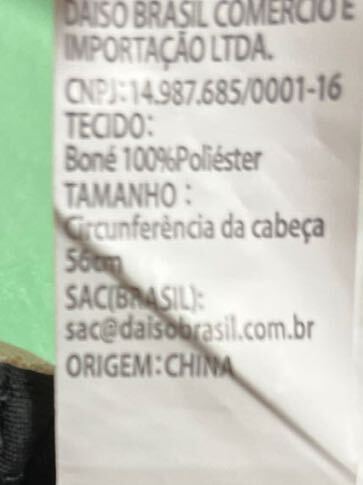 DAISO BRASIL COMERCIO E
IMPORTAÇÃO LTDA.
CNPJ:14.987.685/0001-16
TECIDO:
Boné 100%Poliéster
TAMANHO :
Circunferência da cabeça
56cm
SAC(BRASIL):
sac@daisobrasil.com.br
ORIGEM:CHINA